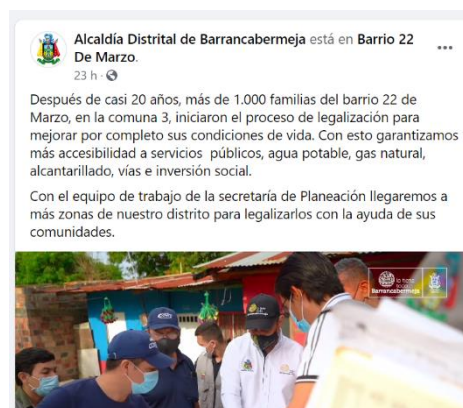 Alcaldía Distrital de Barrancabermeja está en Barrio 22
De Marzo.
23 h ·
Después de casi 20 años, más de 1.000 familias del barrio 22 de
Marzo, en la comuna 3, iniciaron el proceso de legalización para
mejorar por completo sus condiciones de vida. Con esto garantizamos
más accesibilidad a servicios públicos, agua potable, gas natural,
alcantarillado, vías e inversión social.
Con el equipo de trabajo de la secretaría de Planeación llegaremos a
más zonas de nuestro distrito para legalizarlos con la ayuda de sus
comunidades.
Barrancabermeja